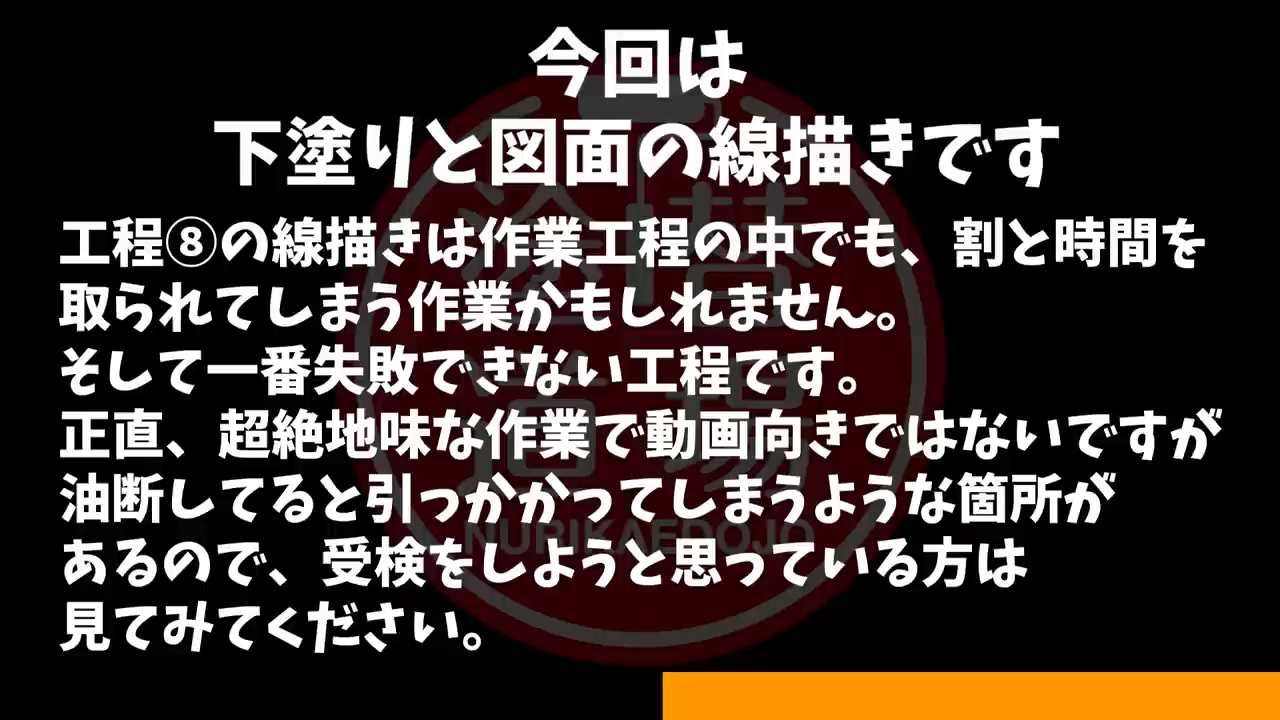 今回は
下塗りと図面の線描きです
工程⑧の線描きは作業工程の中でも、割と時間を
取られてしまう作業かもしれません。
そして一番失敗できない工程です。
正直、超絶地味な作業で動画向きではないですが
油断してると引っかかってしまうような箇所が
あるので、受検をしようと思っている方は
見てみてください。
NURIKAEDOJO